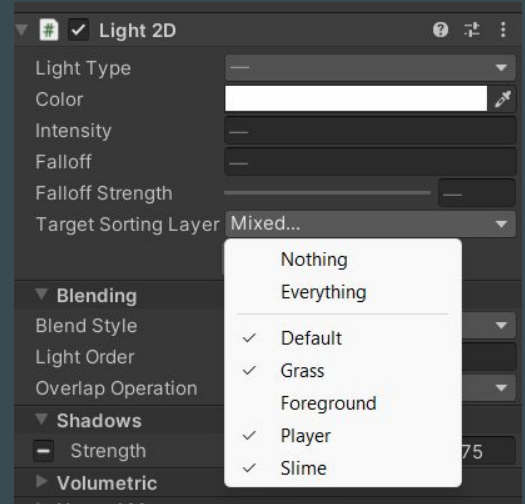 # Light 2D
Light Type —
Color
Intensity —
Falloff —
Falloff Strength —
Target Sorting Layer Mixed...
Nothing
Everything
Blending
Blend Style
Default
Light Order
Grass
Overlap Operation
Foreground
Shadows
Player
Strength 75
Slime
Volumetric